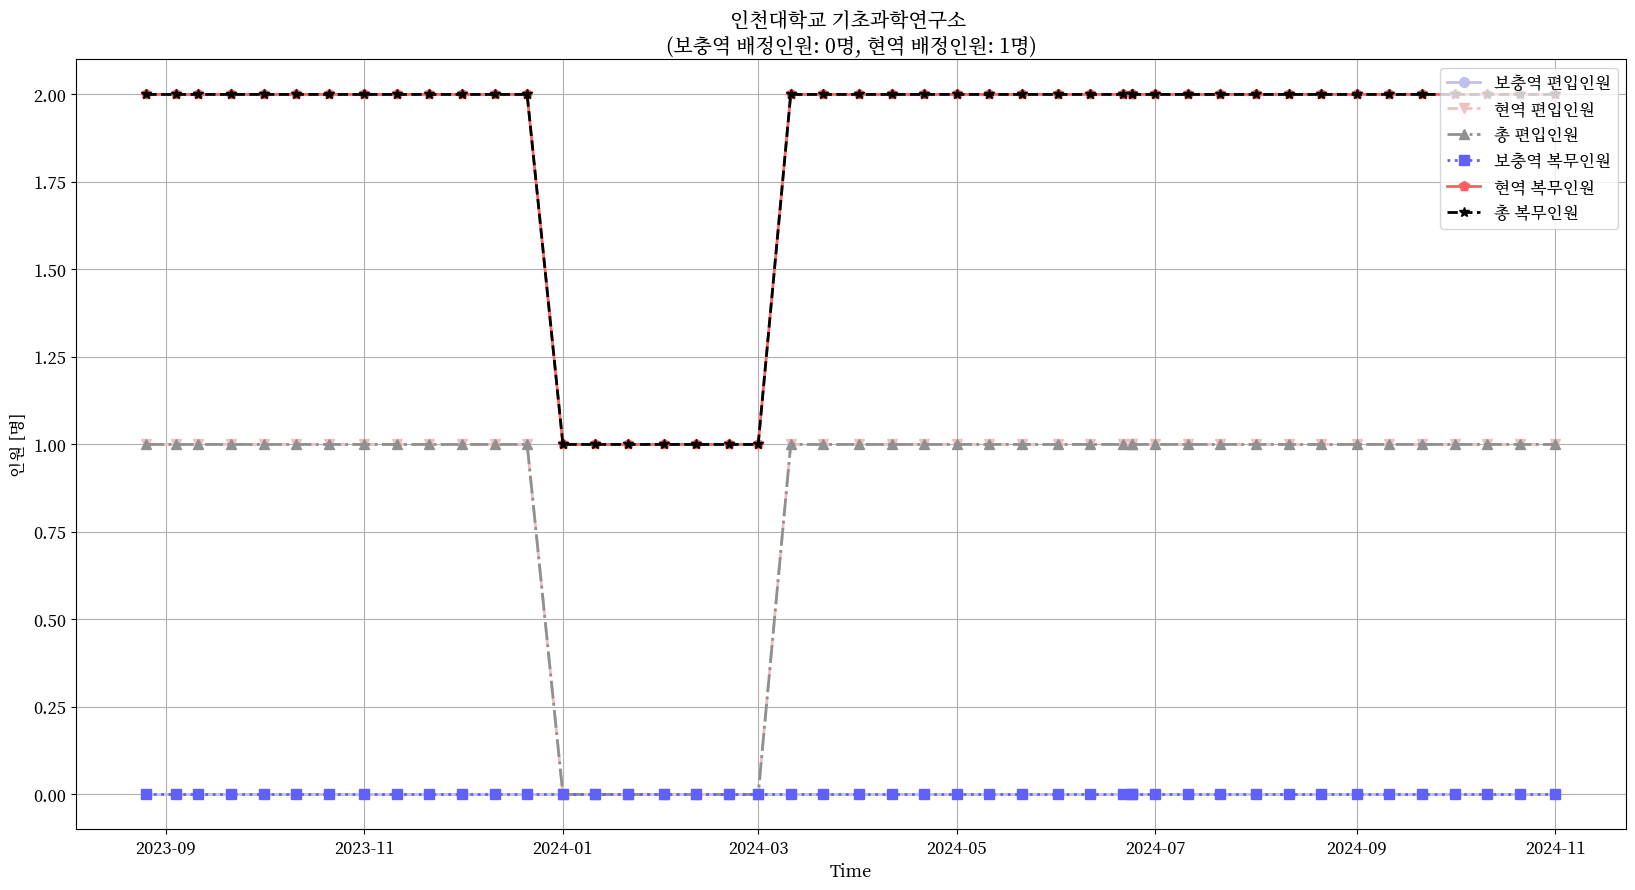 인천대학교 기초과학연구소
(보충역 배정인원: 0명, 현역 배정인원: 1명)
보충역 편입인원
현역 편입인원
총 편입인원
보충역 복무인원
현역 복무인원
총 복무인원
인원 [명]
2.00
1.75
1.50
1.25
1.00
0.75
0.50
0.25
0.00
2023-09 2023-11 2024-01 2024-03 2024-05 2024-07 2024-09 2024-11
Time